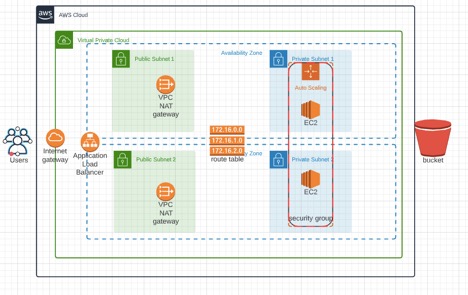 aws
AWS Cloud
Virtual Private Cloud
Availability Zone
Public Subnet 1
Private Subnet 1
VPC
NAT
gateway
Auto Scaling
EC2
Users
Internet
gateway
Application
Load
Balancer
172.16.0.0
172.16.1.0
172.16.2.0
route table
Zone
Public Subnet 2
Private Subnet 2
VPC
NAT
gateway
EC2
security group
bucket